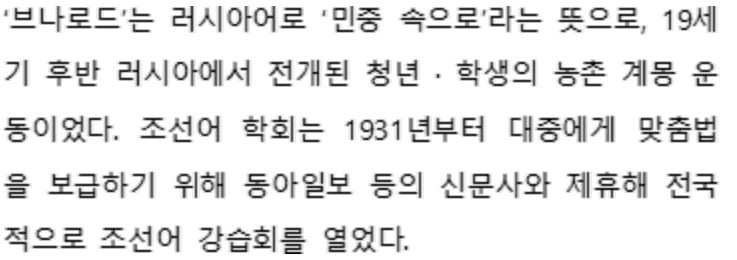 ‘브나로드’는 러시아어로 ‘민중 속으로’라는 뜻으로, 19세
기 후반 러시아에서 전개된 청년 · 학생의 농촌 계몽 운
동이었다. 조선어 학회는 1931년부터 대중에게 맞춤법
을 보급하기 위해 동아일보 등의 신문사와 제휴해 전국
적으로 조선어 강습회를 열었다.